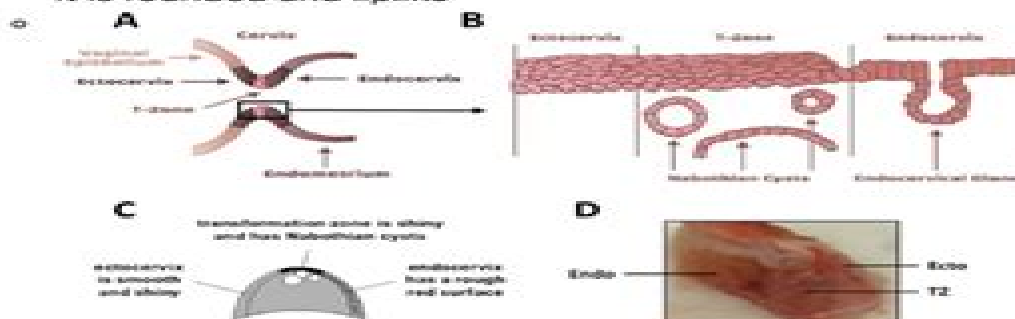 A
Cervix
Vaginal
Epithelium
Ectocervix
Endocervix
T-zone
Endometrium
B
Ectocervix
T-zone
Endocervix
Nabothian Cysts
Endocervical Gland
C
transformation zone is shiny
and has Nabothian cysts
ectocervix
is smooth
and shiny
endocervix
has a rough
red surface
D
Endo
Ecto
TZ